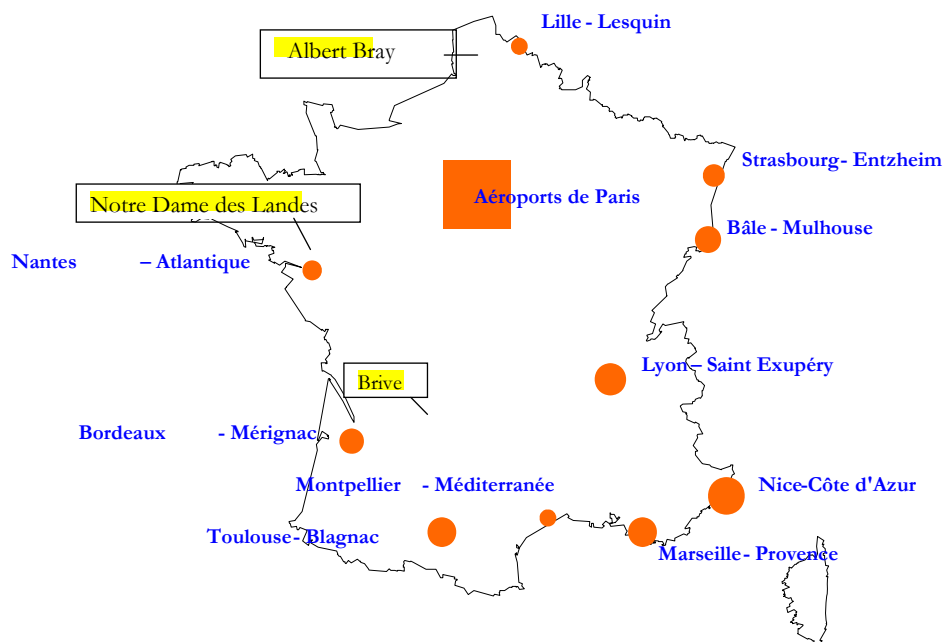 Lille - Lesquin
Albert Bray
Strasbourg - Entzheim
Aéroports de Paris
Notre Dame des Landes
Bâle - Mulhouse
Nantes – Atlantique
Lyon – Saint Exupéry
Brive
Bordeaux - Mérignac
Montpellier - Méditerranée
Nice-Côte d'Azur
Toulouse - Blagnac
Marseille - Provence